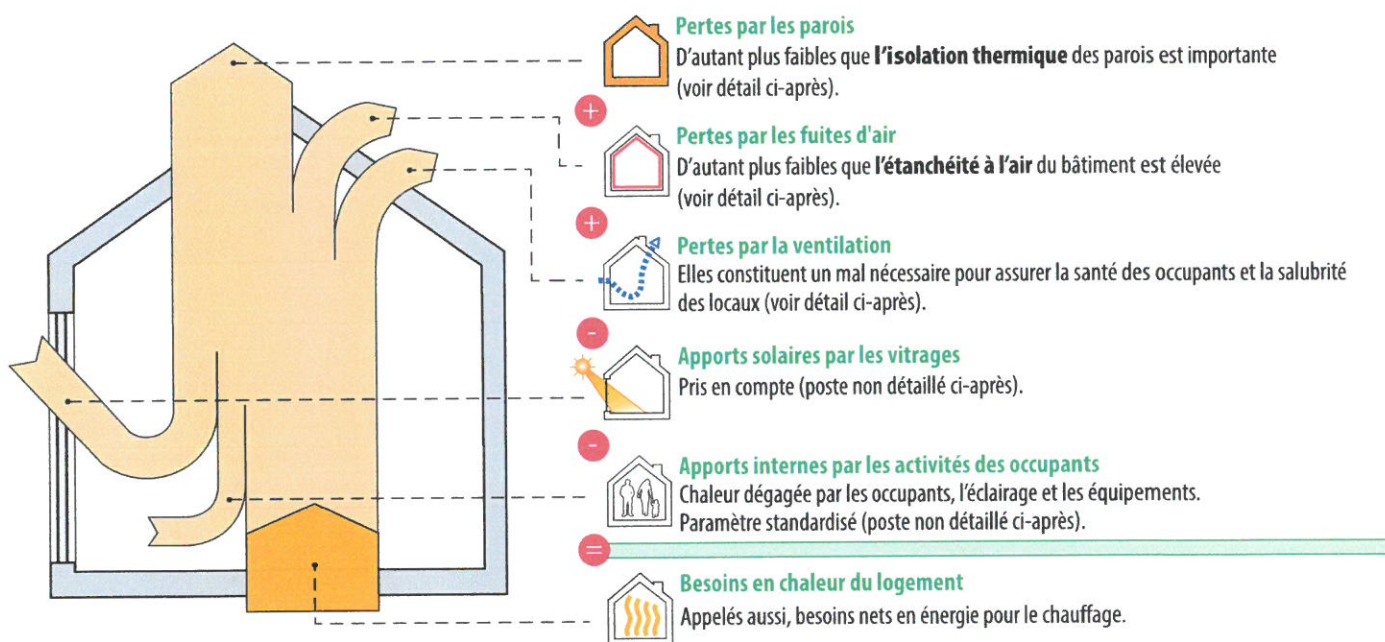 Pertes par les parois
D'autant plus faibles que l'isolation thermique des parois est importante
(voir détail ci-après).
+
Pertes par les fuites d'air
D'autant plus faibles que l'étanchéité à l'air du bâtiment est élevée
(voir détail ci-après).
+
Pertes par la ventilation
Elles constituent un mal nécessaire pour assurer la santé des occupants et la salubrité
des locaux (voir détail ci-après).
-
Apports solaires par les vitrages
Pris en compte (poste non détaillé ci-après).
-
Apports internes par les activités des occupants
Chaleur dégagée par les occupants, l'éclairage et les équipements.
Paramètre standardisé (poste non détaillé ci-après).
=
Besoins en chaleur du logement
Appelés aussi, besoins nets en énergie pour le chauffage.